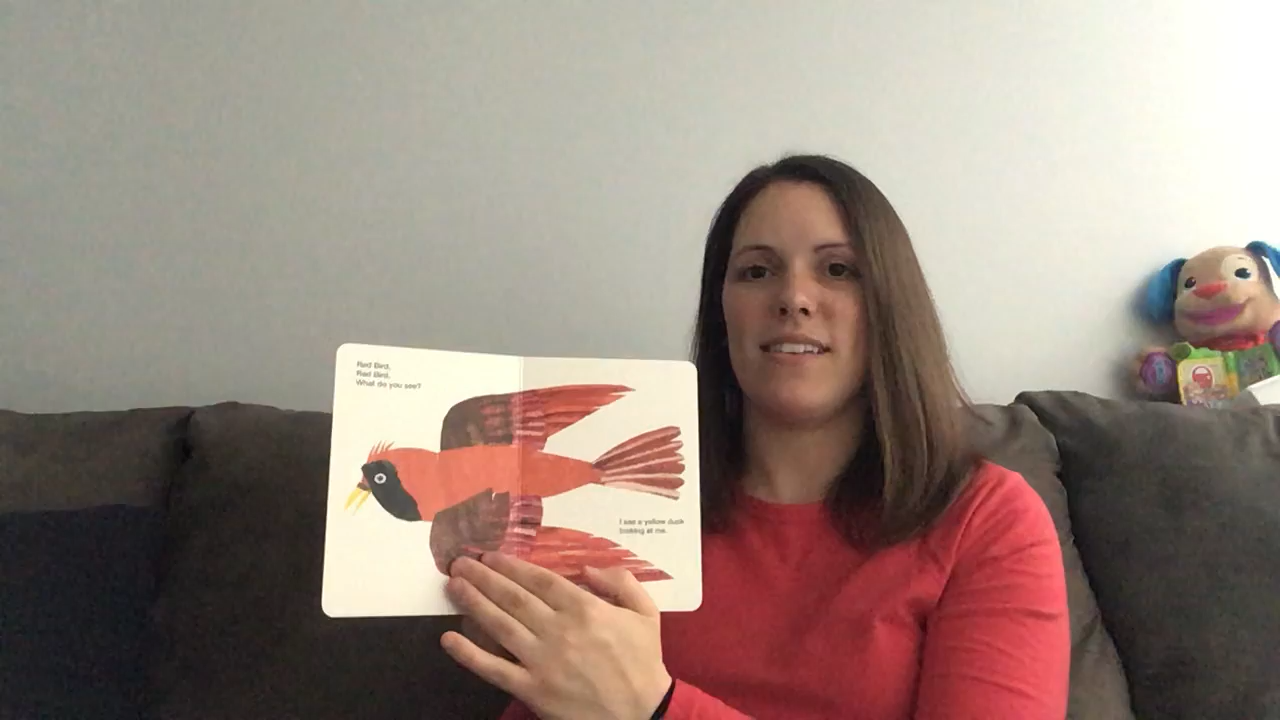 Red Bird,
Red Bird,
What do you see?
I see a yellow duck
looking at me.